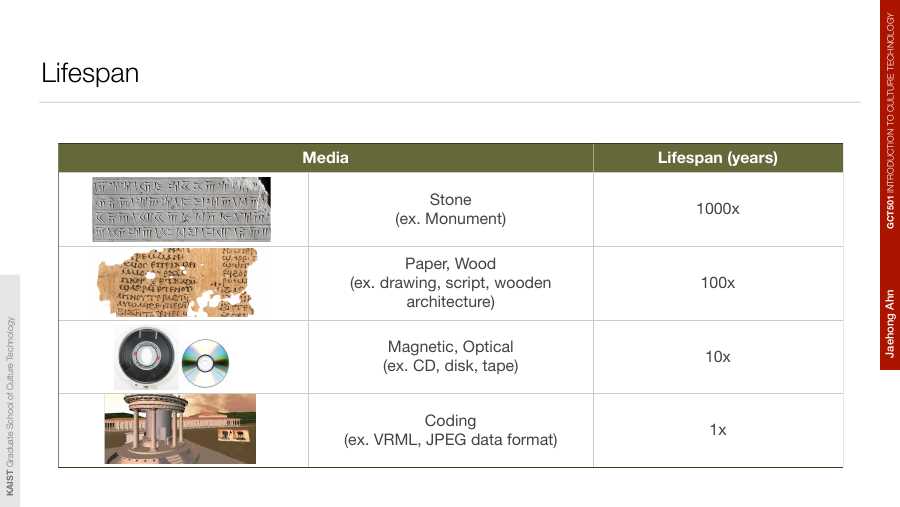 Lifespan
Media
Lifespan (years)
Stone
(ex. Monument)
1000x
Paper, Wood
(ex. drawing, script, wooden
architecture)
100x
Magnetic, Optical
(ex. CD, disk, tape)
10x
Coding
(ex. VRML, JPEG data format)
1x
GCT501 INTRODUCTION TO CULTURE TECHNOLOGY
Jaehong Ahn
KAIST Graduate School of Culture Technology